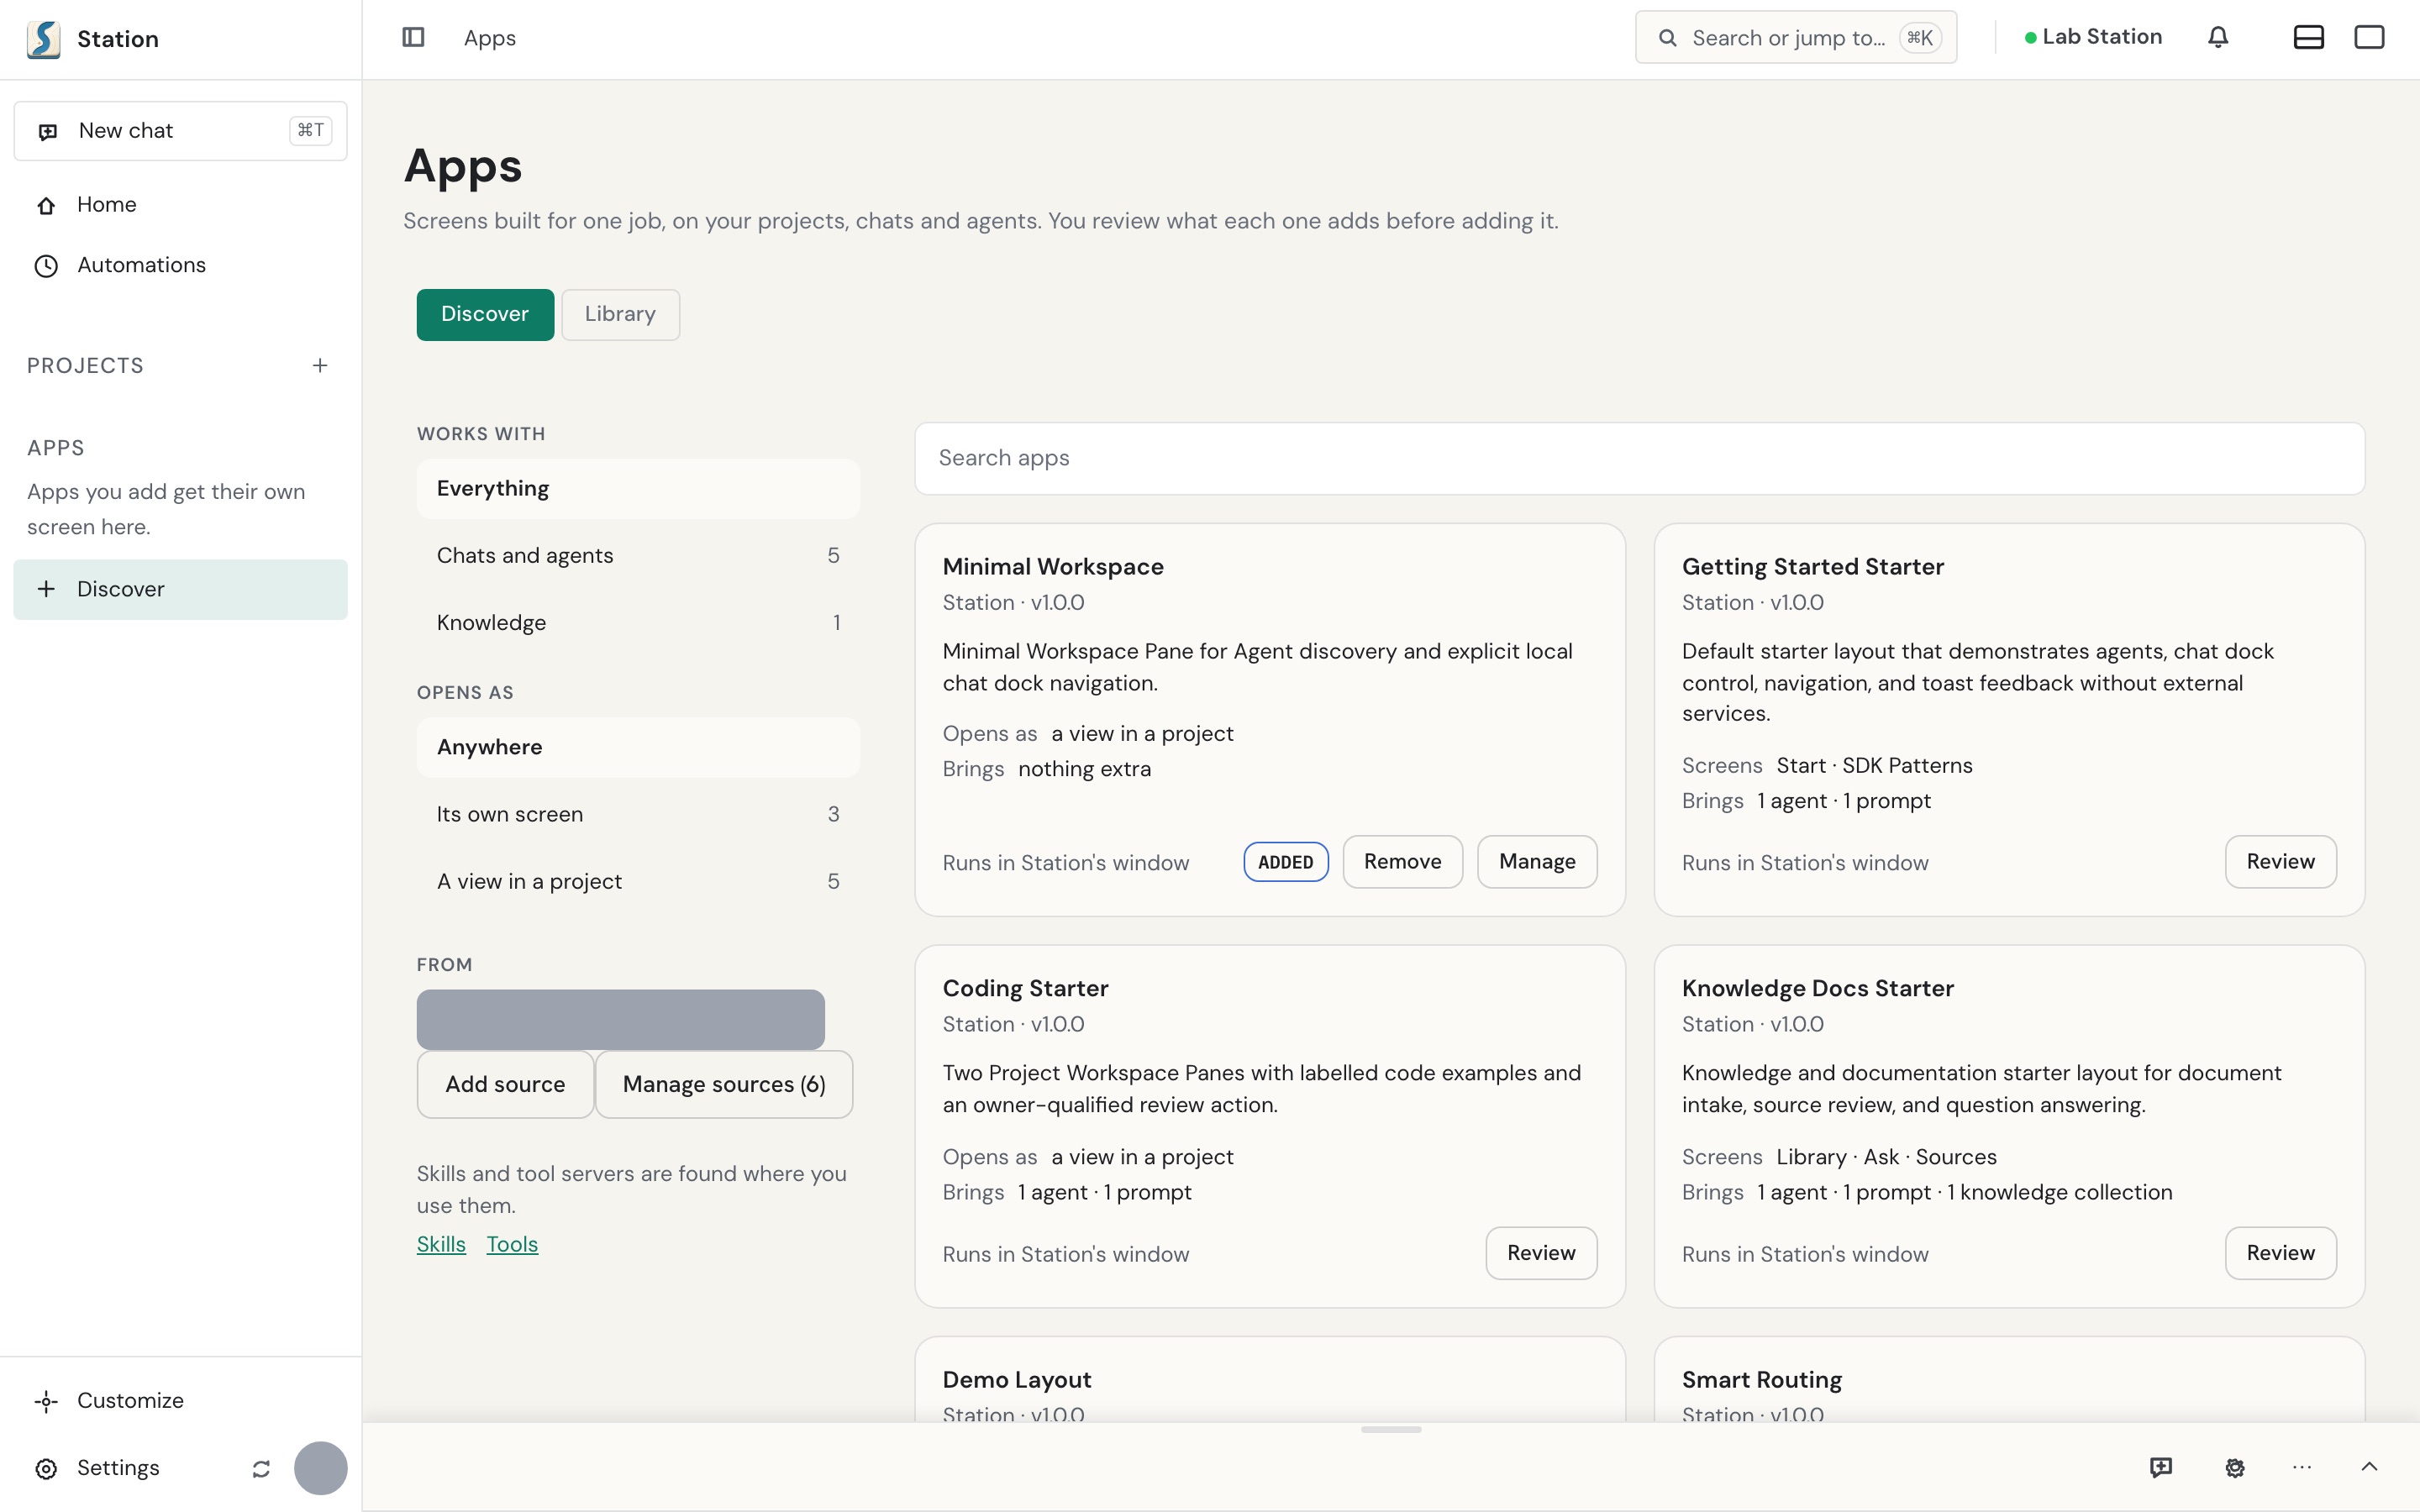 Station
Apps
Search or jump to... ⌘K
Lab Station
New chat ⌘T
Home
Automations
PROJECTS
APPS
Apps you add get their own
screen here.
Discover
Customize
Settings
Apps
Screens built for one job, on your projects, chats and agents. You review what each one adds before adding it.
Discover
Library
WORKS WITH
Everything
Chats and agents 5
Knowledge 1
OPENS AS
Anywhere
Its own screen 3
A view in a project 5
FROM
Add source
Manage sources (6)
Skills and tool servers are found where you
use them.
Skills Tools
Search apps
Minimal Workspace
Station · v1.0.0
Minimal Workspace Pane for Agent discovery and explicit local
chat dock navigation.
Opens as a view in a project
Brings nothing extra
Runs in Station's window ADDED Remove Manage
Getting Started Starter
Station · v1.0.0
Default starter layout that demonstrates agents, chat dock
control, navigation, and toast feedback without external
services.
Screens Start · SDK Patterns
Brings 1 agent · 1 prompt
Runs in Station's window Review
Coding Starter
Station · v1.0.0
Two Project Workspace Panes with labelled code examples and
an owner-qualified review action.
Opens as a view in a project
Brings 1 agent · 1 prompt
Runs in Station's window Review
Knowledge Docs Starter
Station · v1.0.0
Knowledge and documentation starter layout for document
intake, source review, and question answering.
Screens Library · Ask · Sources
Brings 1 agent · 1 prompt · 1 knowledge collection
Runs in Station's window Review
Demo Layout
Station · v1.0.0
Smart Routing
Station · v1.0.0